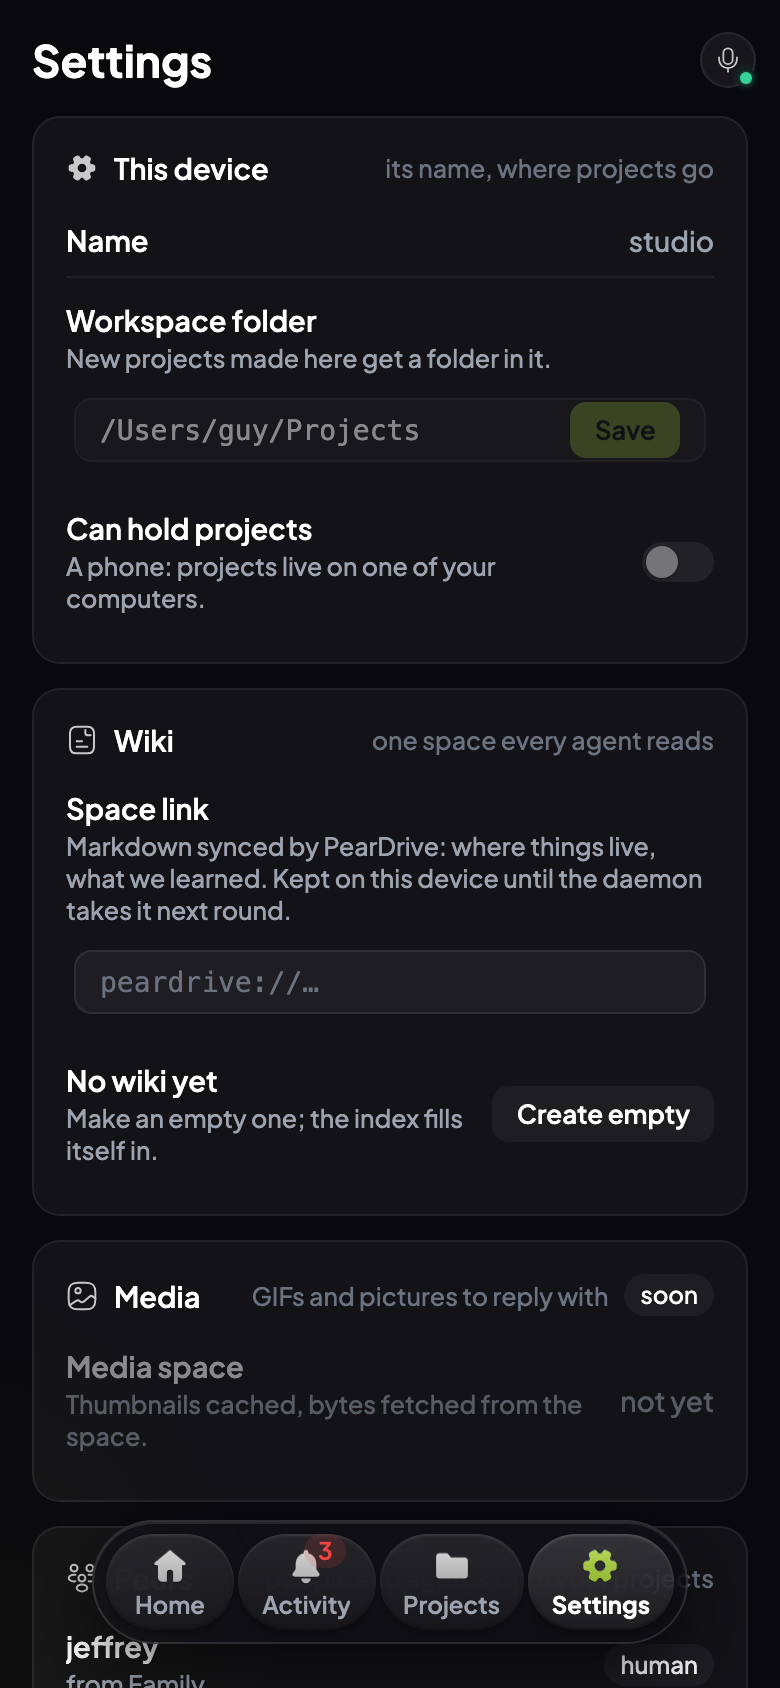 Settings
This device
its name, where projects go
Name
studio
Workspace folder
New projects made here get a folder in it.
/Users/guy/Projects
Save
Can hold projects
A phone: projects live on one of your
computers.
Wiki
one space every agent reads
Space link
Markdown synced by PearDrive: where things live,
what we learned. Kept on this device until the daemon
takes it next round.
peardrive://…
No wiki yet
Make an empty one; the index fills
itself in.
Create empty
Media
GIFs and pictures to reply with
soon
Media space
Thumbnails cached, bytes fetched from the
space.
not yet
projects
3
Home
Activity
Projects
Settings
jeffrey
human
from Family